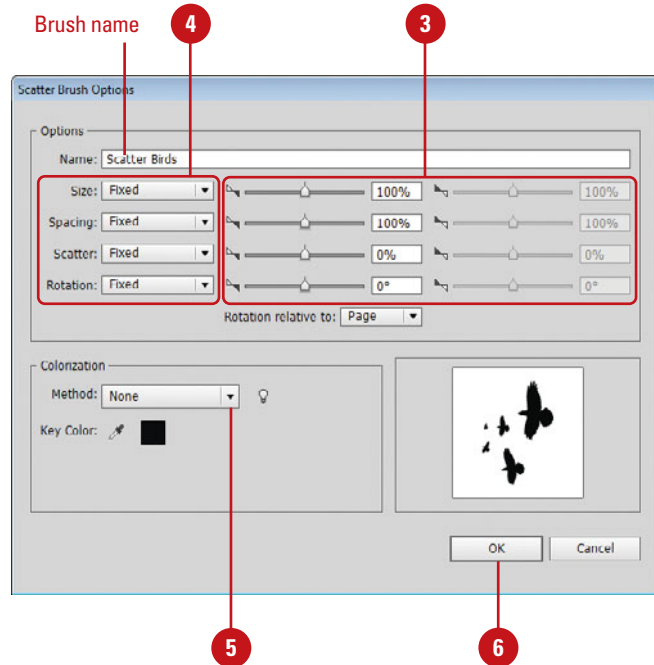 Brush name
4
3
Scatter Brush Options
Options
Name: Scatter Birds
Size: Fixed 100% 100%
Spacing: Fixed 100% 100%
Scatter: Fixed 0% 0%
Rotation: Fixed 0° 0°
Rotation relative to: Page
Colorization
Method: None
Key Color:
OK Cancel
5
6